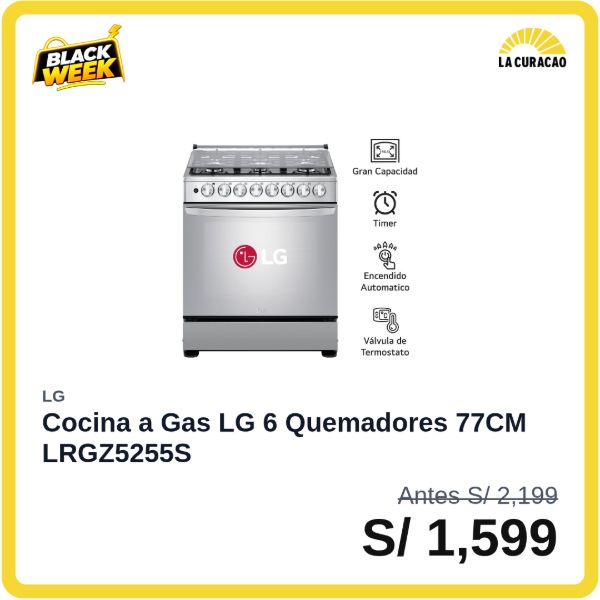 BLACK
WEEK
LA CURACAO
Gran Capacidad
Timer
LG
Encendido
Automatico
Válvula de
Termostato
LG
Cocina a Gas LG 6 Quemadores 77CM
LRGZ5255S
Antes S/ 2,199
S/ 1,599